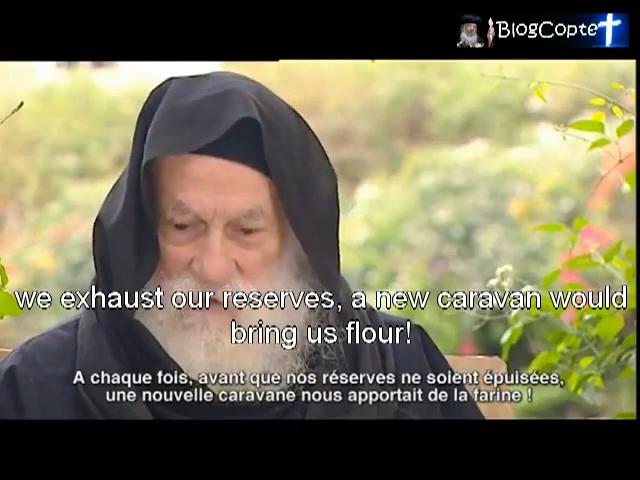 BlogCopte
we exhaust our reserves, a new caravan would
bring us flour!
A chaque fois, avant que nos réserves ne soient épuisées,
une nouvelle caravane nous apportait de la farine !